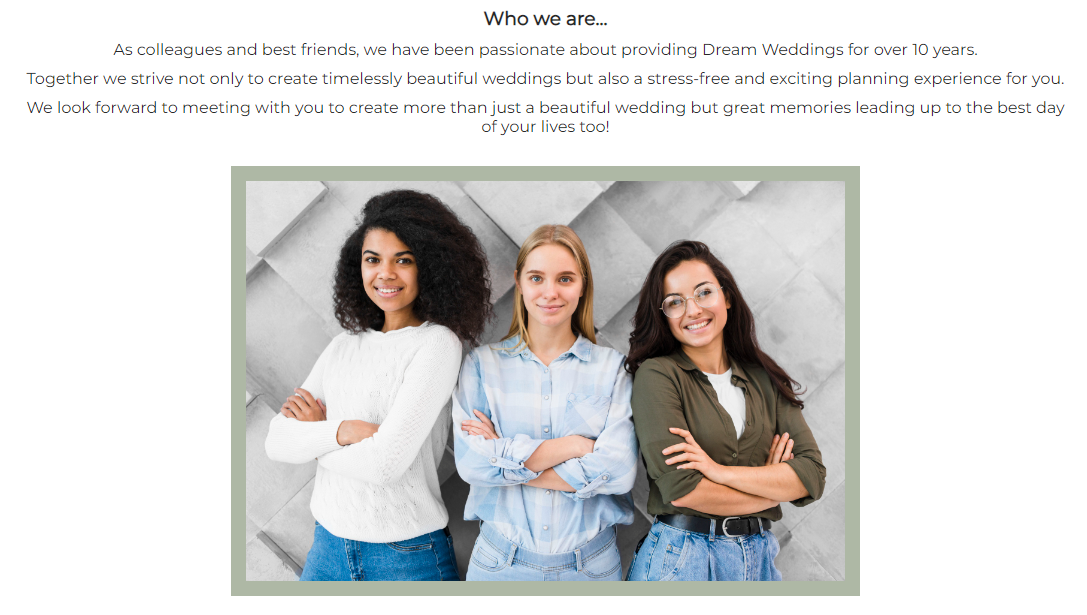 Who we are...
As colleagues and best friends, we have been passionate about providing Dream Weddings for over 10 years.
Together we strive not only to create timelessly beautiful weddings but also a stress-free and exciting planning experience for you.
We look forward to meeting with you to create more than just a beautiful wedding but great memories leading up to the best day
of your lives too!